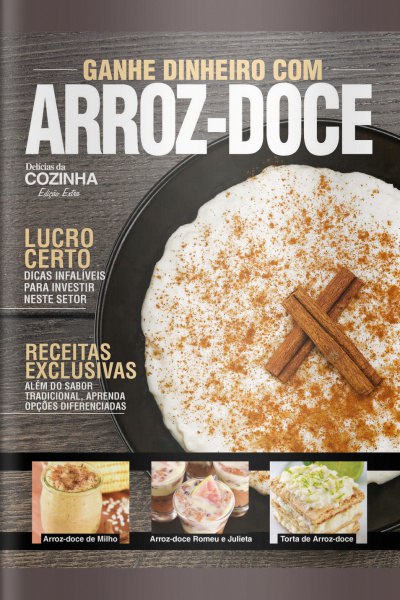 GANHE DINHEIRO COM
ARROZ-DOCE
Delícias da
COZINHA
Edição Extra
LUCRO
CERTO
DICAS INFALÍVEIS
PARA INVESTIR
NESTE SETOR
RECEITAS
EXCLUSIVAS
ALÉM DO SABOR
TRADICIONAL, APRENDA
OPÇÕES DIFERENCIADAS
Arroz-doce de Milho
Arroz-doce Romeu e Julieta
Torta de Arroz-doce